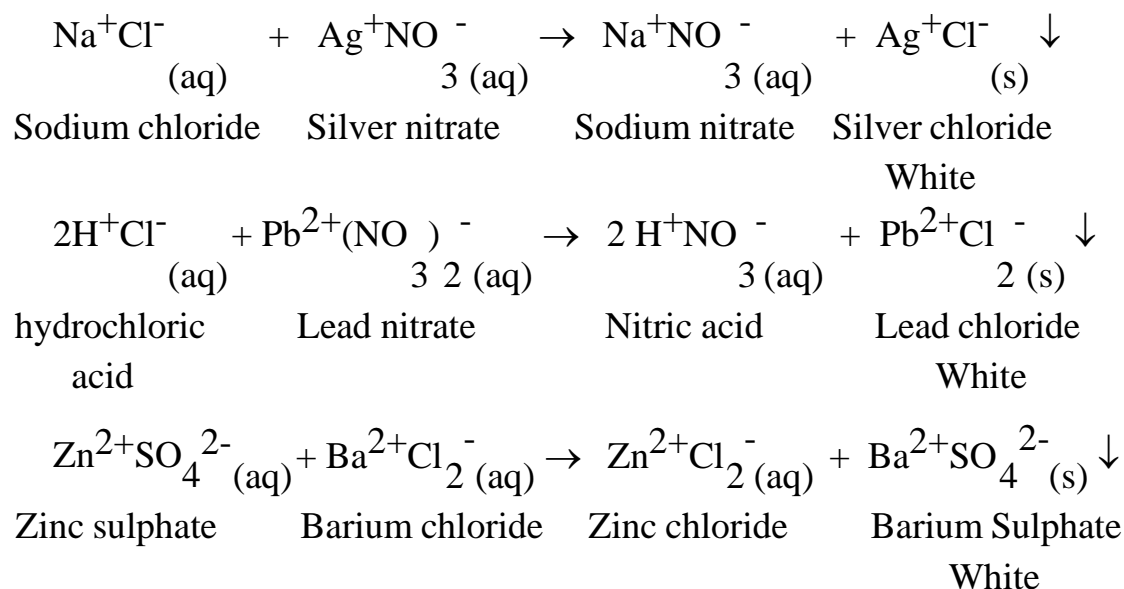 Na⁺Cl⁻(aq) + Ag⁺NO₃⁻(aq) → Na⁺NO₃⁻(aq) + Ag⁺Cl⁻(s) ↓
Sodium chloride Silver nitrate Sodium nitrate Silver chloride
White
2H⁺Cl⁻(aq) + Pb²⁺(NO₃)₂⁻(aq) → 2 H⁺NO₃⁻(aq) + Pb²⁺Cl₂⁻(s) ↓
hydrochloric Lead nitrate Nitric acid Lead chloride
acid White
Zn²⁺SO₄²⁻(aq) + Ba²⁺Cl₂⁻(aq) → Zn²⁺Cl₂⁻(aq) + Ba²⁺SO₄²⁻(s) ↓
Zinc sulphate Barium chloride Zinc chloride Barium Sulphate
White